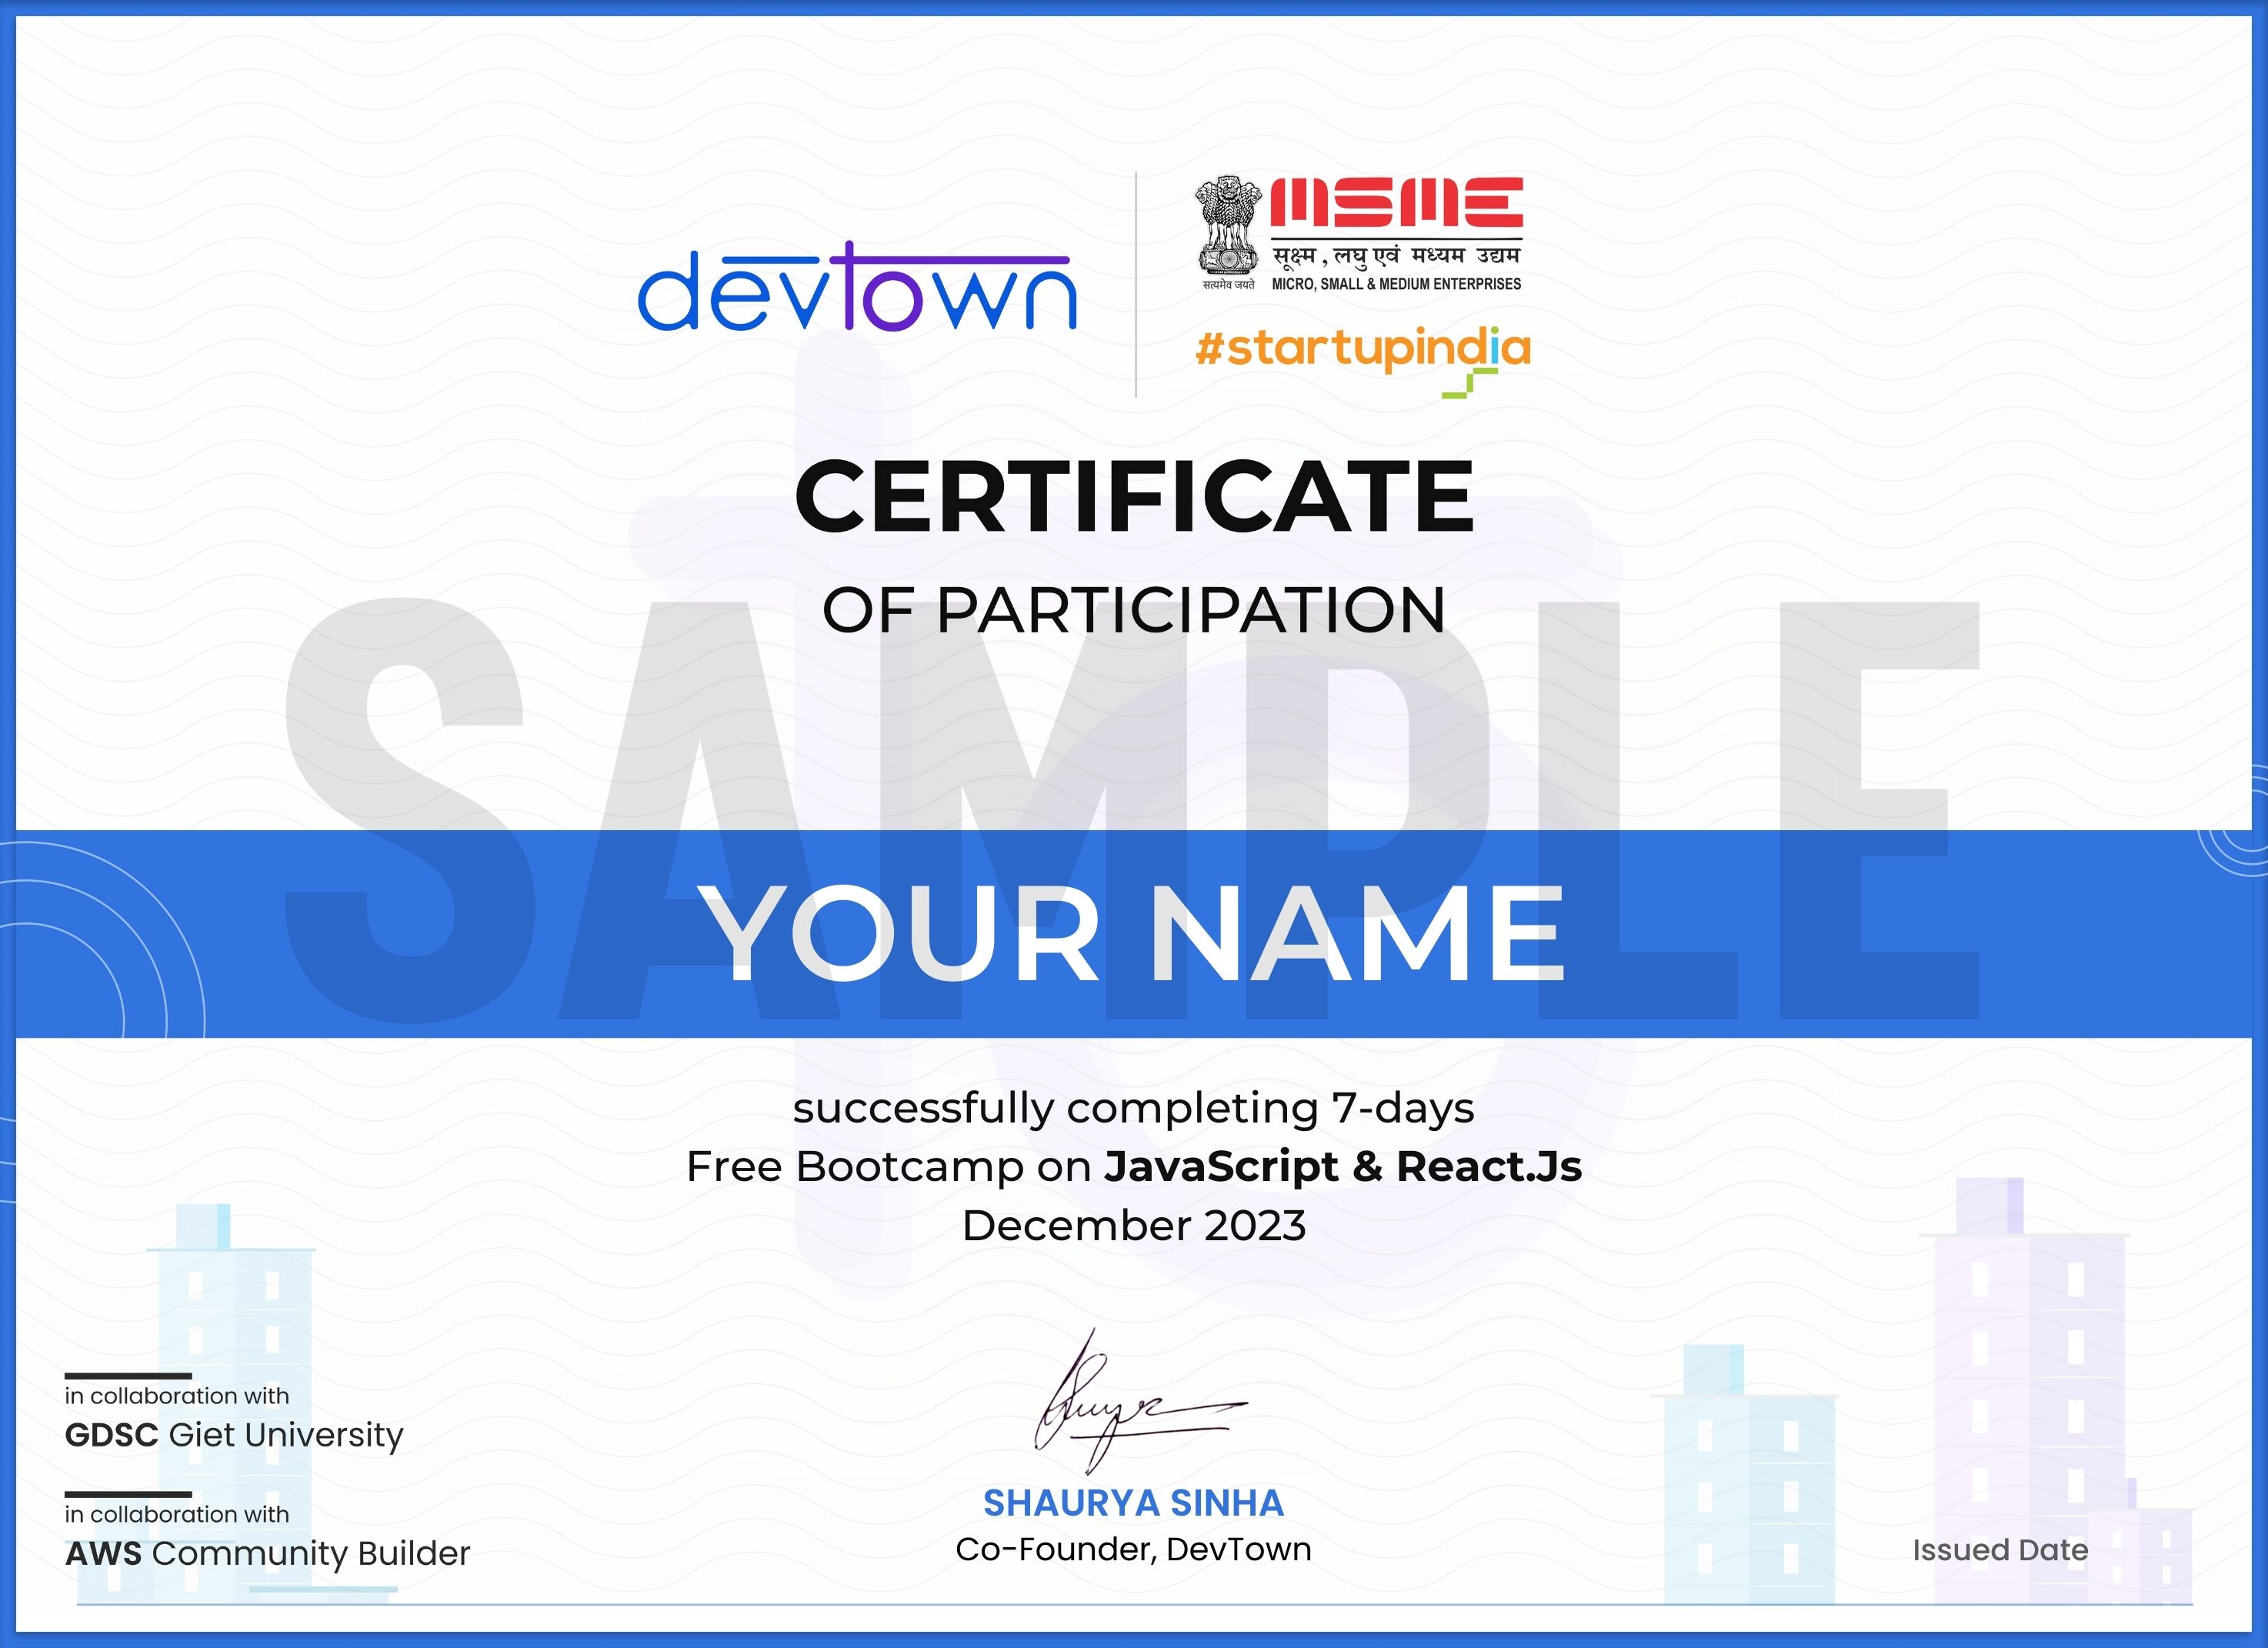 devtown
MSME
सूक्ष्म, लघु एवं मध्यम उद्यम
सत्यमेव जयते
MICRO, SMALL & MEDIUM ENTERPRISES
#startupindia
CERTIFICATE
OF PARTICIPATION
SAMPLE
YOUR NAME
successfully completing 7-days
Free Bootcamp on JavaScript & React.Js
December 2023
in collaboration with
GDSC Giet University
in collaboration with
AWS Community Builder
SHAURYA SINHA
Co-Founder, DevTown
Issued Date